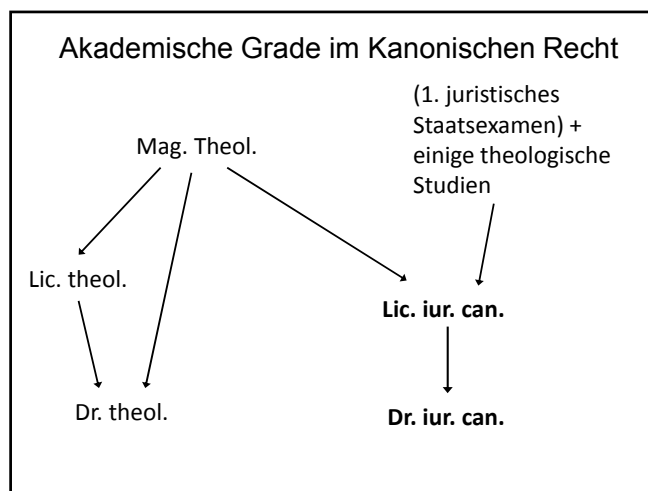 Akademische Grade im Kanonischen Recht
(1. juristisches
Staatsexamen) +
einige theologische
Studien
Mag. Theol.
Lic. theol.
Lic. iur. can.
Dr. theol.
Dr. iur. can.